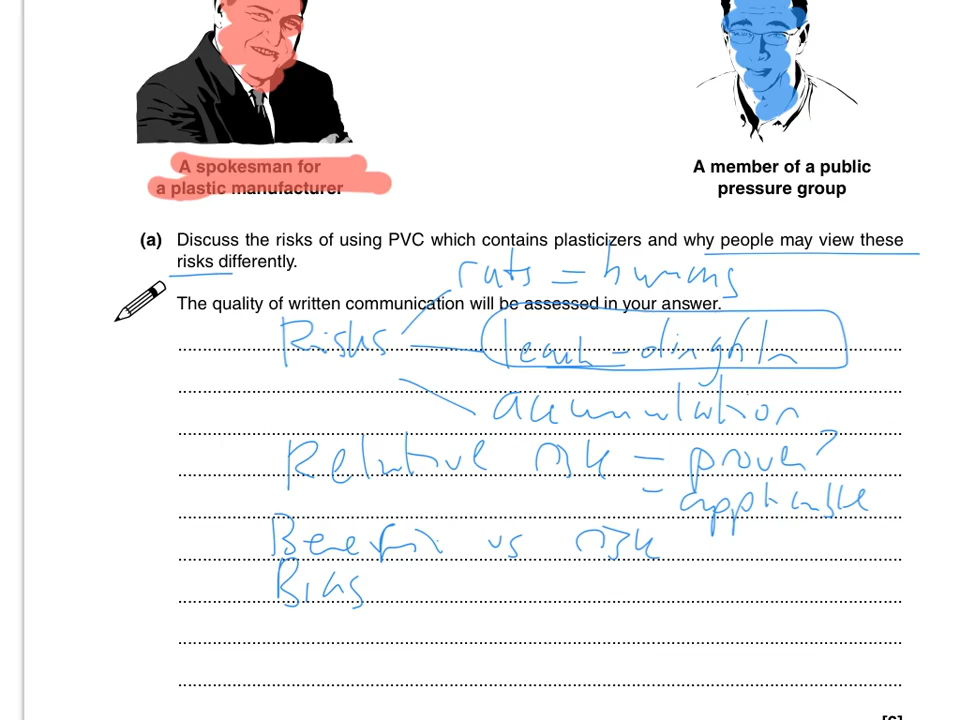 A spokesman for
a plastic manufacturer
A member of a public
pressure group
(a) Discuss the risks of using PVC which contains plasticizers and why people may view these
risks differently.
rats = humans
The quality of written communication will be assessed in your answer.
Risks
accumulation
Relative risk – proven?
– applicable
Benefit vs risk
Bias